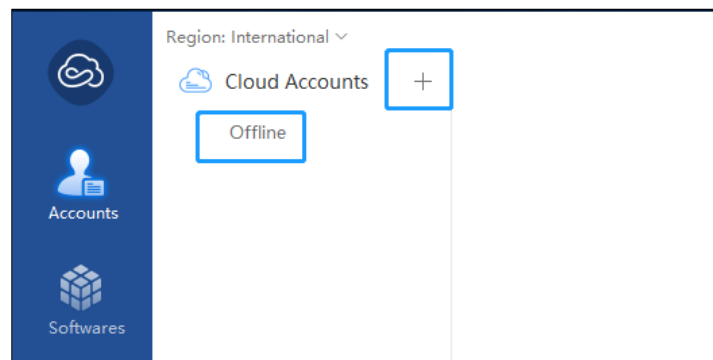 Region: International
Cloud Accounts
Offline
Accounts
Softwares